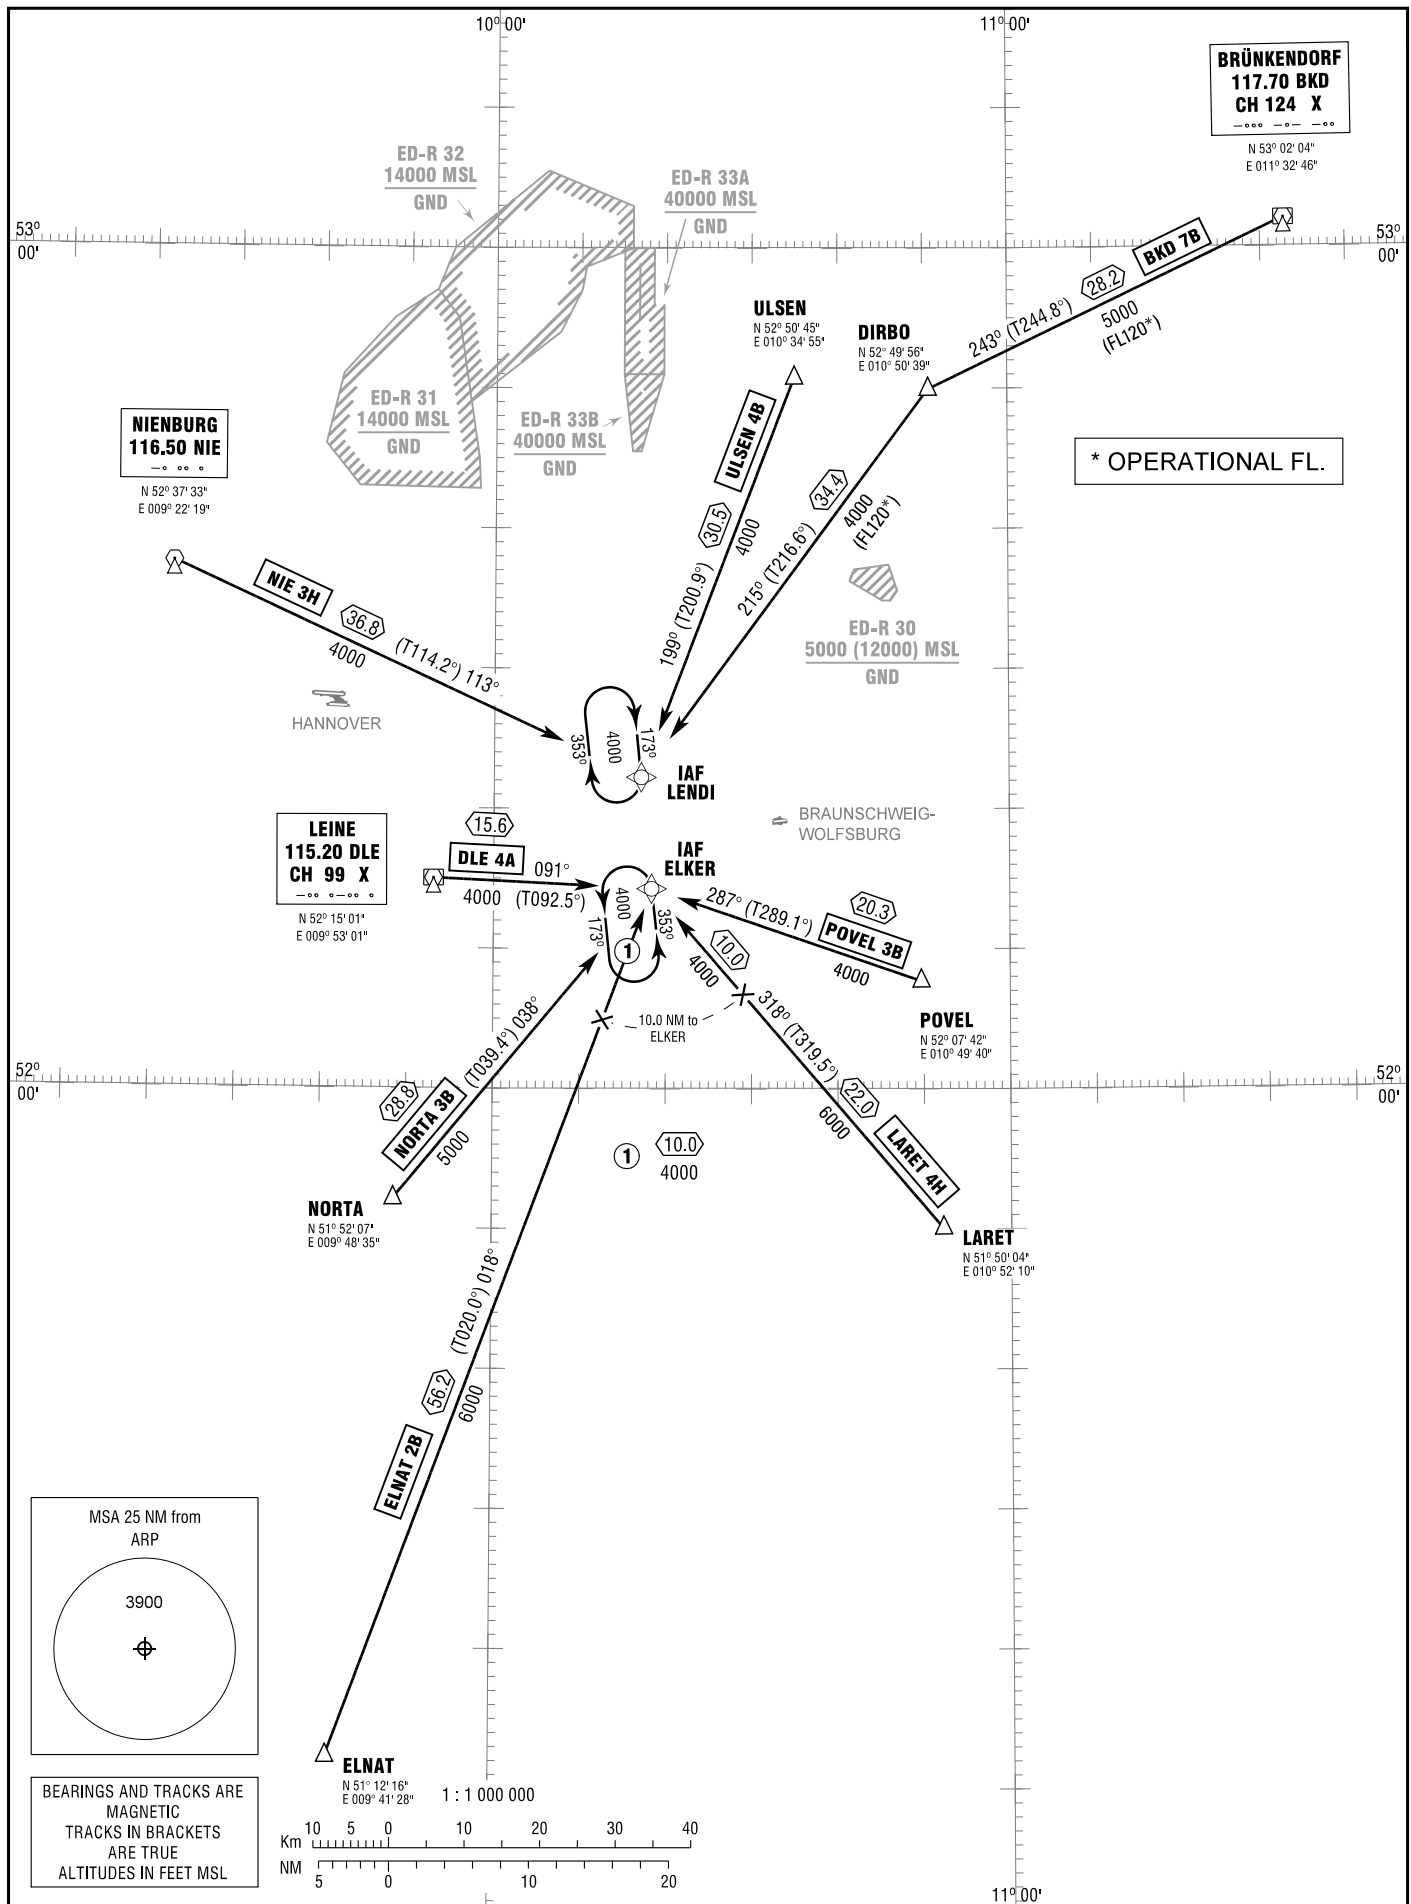 10° 00'
11° 00'
BRÜNKENDORF
117.70 BKD
CH 124 X
N 53° 02' 04"
E 011° 32' 46"
ED-R 32
14000 MSL
GND
ED-R 33A
40000 MSL
GND
53°
00'
53°
00'
BKD 7B
28.2
243° (T244.8°)
5000
(FL120*)
ULSEN
N 52° 50' 45"
E 010° 34' 55"
DIRBO
N 52° 49' 56"
E 010° 50' 39"
ED-R 31
14000 MSL
GND
ED-R 33B
40000 MSL
GND
NIENBURG
116.50 NIE
N 52° 37' 33"
E 009° 22' 19"
ULSEN 4B
30.5
4000
199° (T200.9°)
34.4
4000
(FL120*)
215° (T216.6°)
* OPERATIONAL FL.
NIE 3H
36.8
4000
(T114.2°) 113°
ED-R 30
5000 (12000) MSL
GND
HANNOVER
353°
4000
173°
IAF
LENDI
BRAUNSCHWEIG-
WOLFSBURG
LEINE
115.20 DLE
CH 99 X
N 52° 15' 01"
E 009° 53' 01"
15.6
DLE 4A
091°
4000 (T092.5°)
IAF
ELKER
4000
173°
353°
1
287° (T289.1°)
20.3
POVEL 3B
4000
POVEL
N 52° 07' 42"
E 010° 49' 40"
10.0
4000
10.0 NM to
ELKER
318° (T319.5°)
22.0
6000
LARET 4H
LARET
N 51° 50' 04"
E 010° 52' 10"
52°
00'
52°
00'
28.8
NORTA 3B
5000
(T039.4°) 038°
NORTA
N 51° 52' 07"
E 009° 48' 35"
1
10.0
4000
(T020.0°) 018°
56.2
6000
ELNAT 2B
ELNAT
N 51° 12' 16"
E 009° 41' 28"
MSA 25 NM from
ARP
3900
BEARINGS AND TRACKS ARE
MAGNETIC
TRACKS IN BRACKETS
ARE TRUE
ALTITUDES IN FEET MSL
1 : 1 000 000
Km 10 5 0 10 20 30 40
NM 5 0 10 20
11° 00'